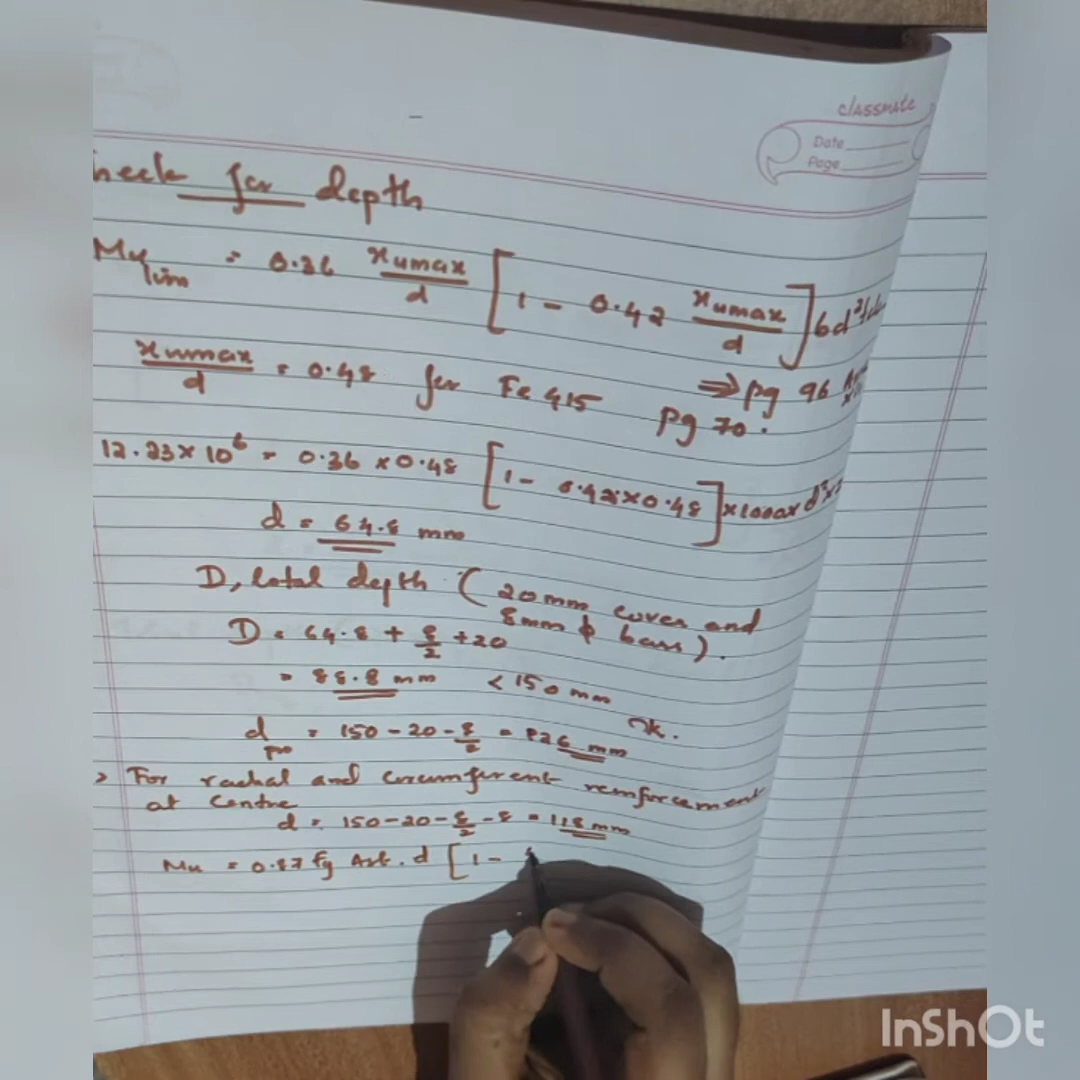 classmate
Date
Page
heck for depth
Mu lim = 0.36 xumax/d [1 - 0.42 xumax/d] bd²
xumax/d = 0.48 for Fe 415 ⇒ pg 96
Pg 70.
12.23 × 10⁶ = 0.36 × 0.48 [1 - 0.42 × 0.48] × 1000 × d² ×
d = 64.8 mm
D, total depth (20mm cover and
8mm ϕ bars).
D = 64.8 + 8/2 + 20
= 88.8 mm < 150 mm
Ok.
d = 150 - 20 - 8/2 = 126 mm
> For radial and circumferent reinforcement
at centre
d = 150 - 20 - 8/2 - 8 = 118 mm
Mu = 0.87 fy Ast. d [1 -
InShOt